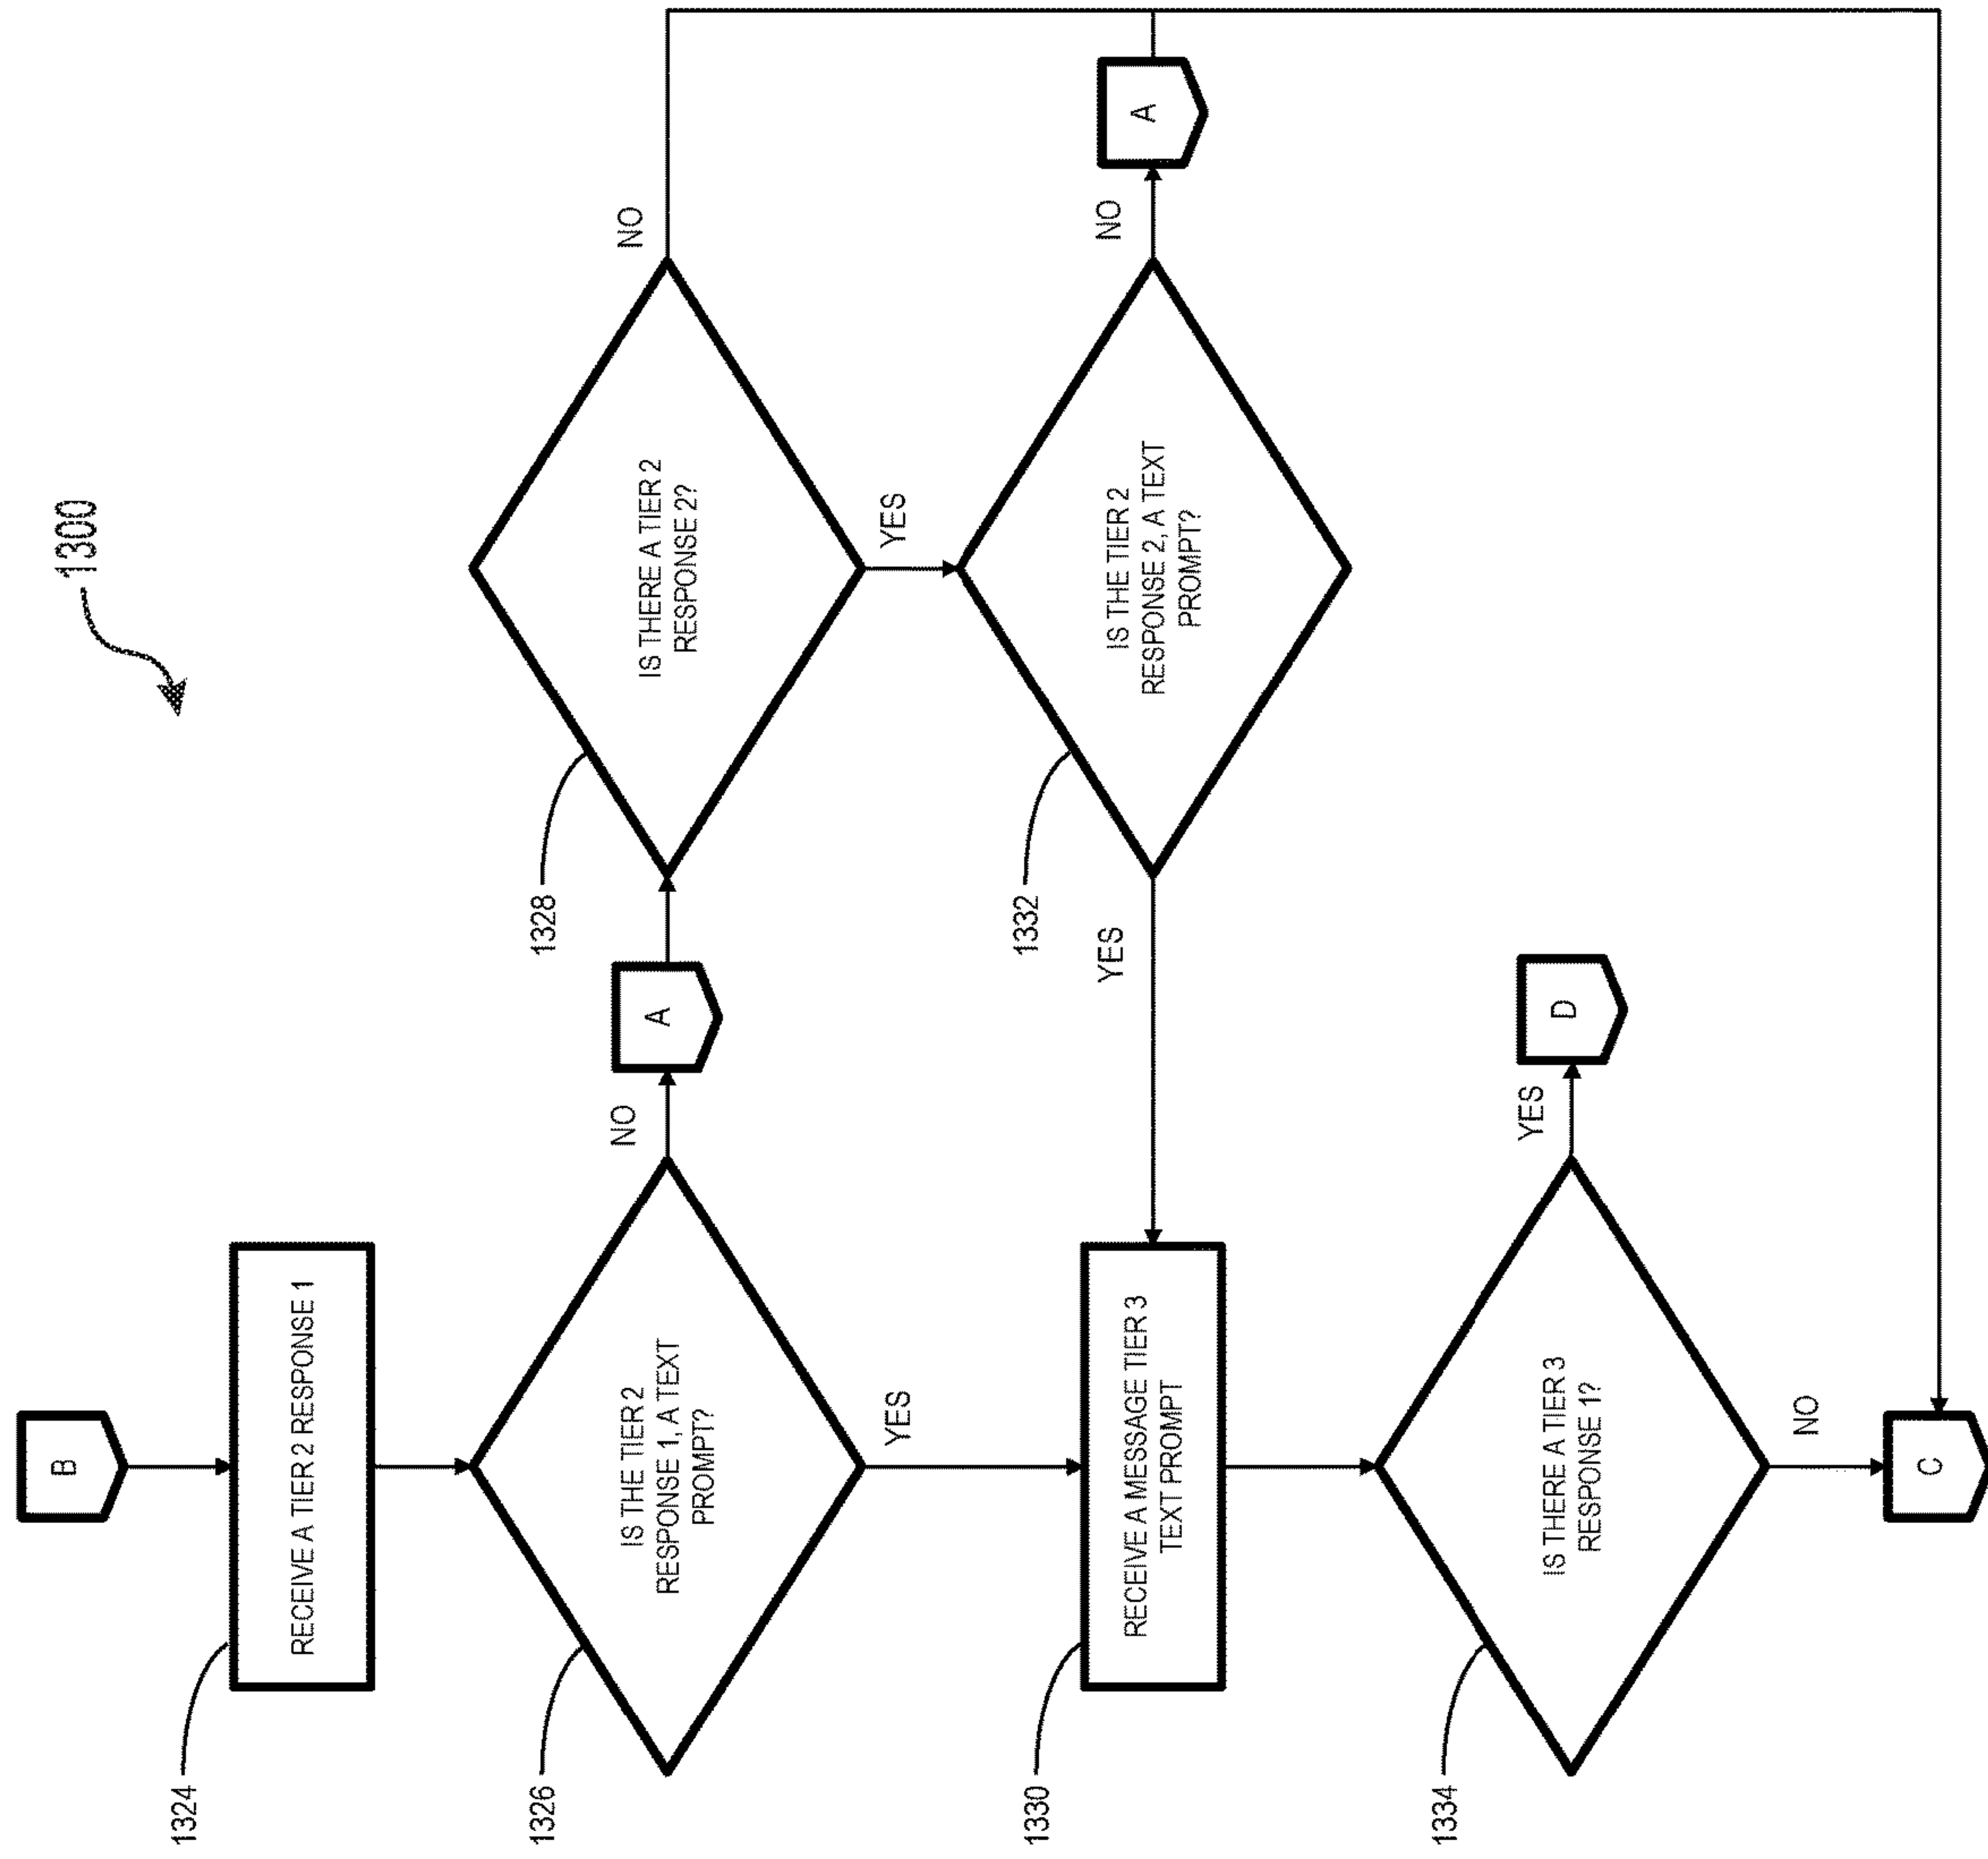 1300
B
1324
RECEIVE A TIER 2 RESPONSE 1
1326
IS THE TIER 2
RESPONSE 1, A TEXT
PROMPT?
NO
A
1328
IS THERE A TIER 2
RESPONSE 2?
NO
YES
YES
1332
IS THE TIER 2
RESPONSE 2, A TEXT
PROMPT?
NO
A
YES
1330
RECEIVE A MESSAGE TIER 3
TEXT PROMPT
1334
IS THERE A TIER 3
RESPONSE 1?
YES
D
NO
C